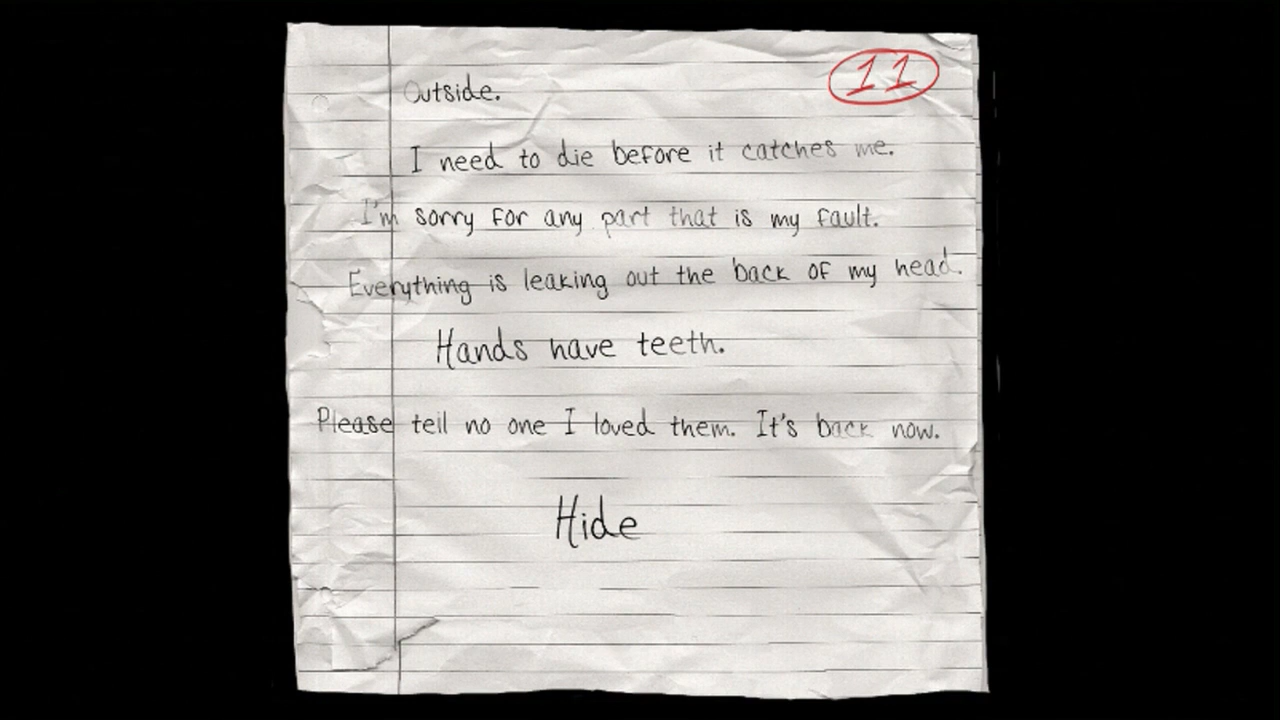 11
Outside.
I need to die before it catches me.
I'm sorry for any part that is my fault.
Everything is leaking out the back of my head.
Hands have teeth.
Please tell no one I loved them. It's back now.
Hide